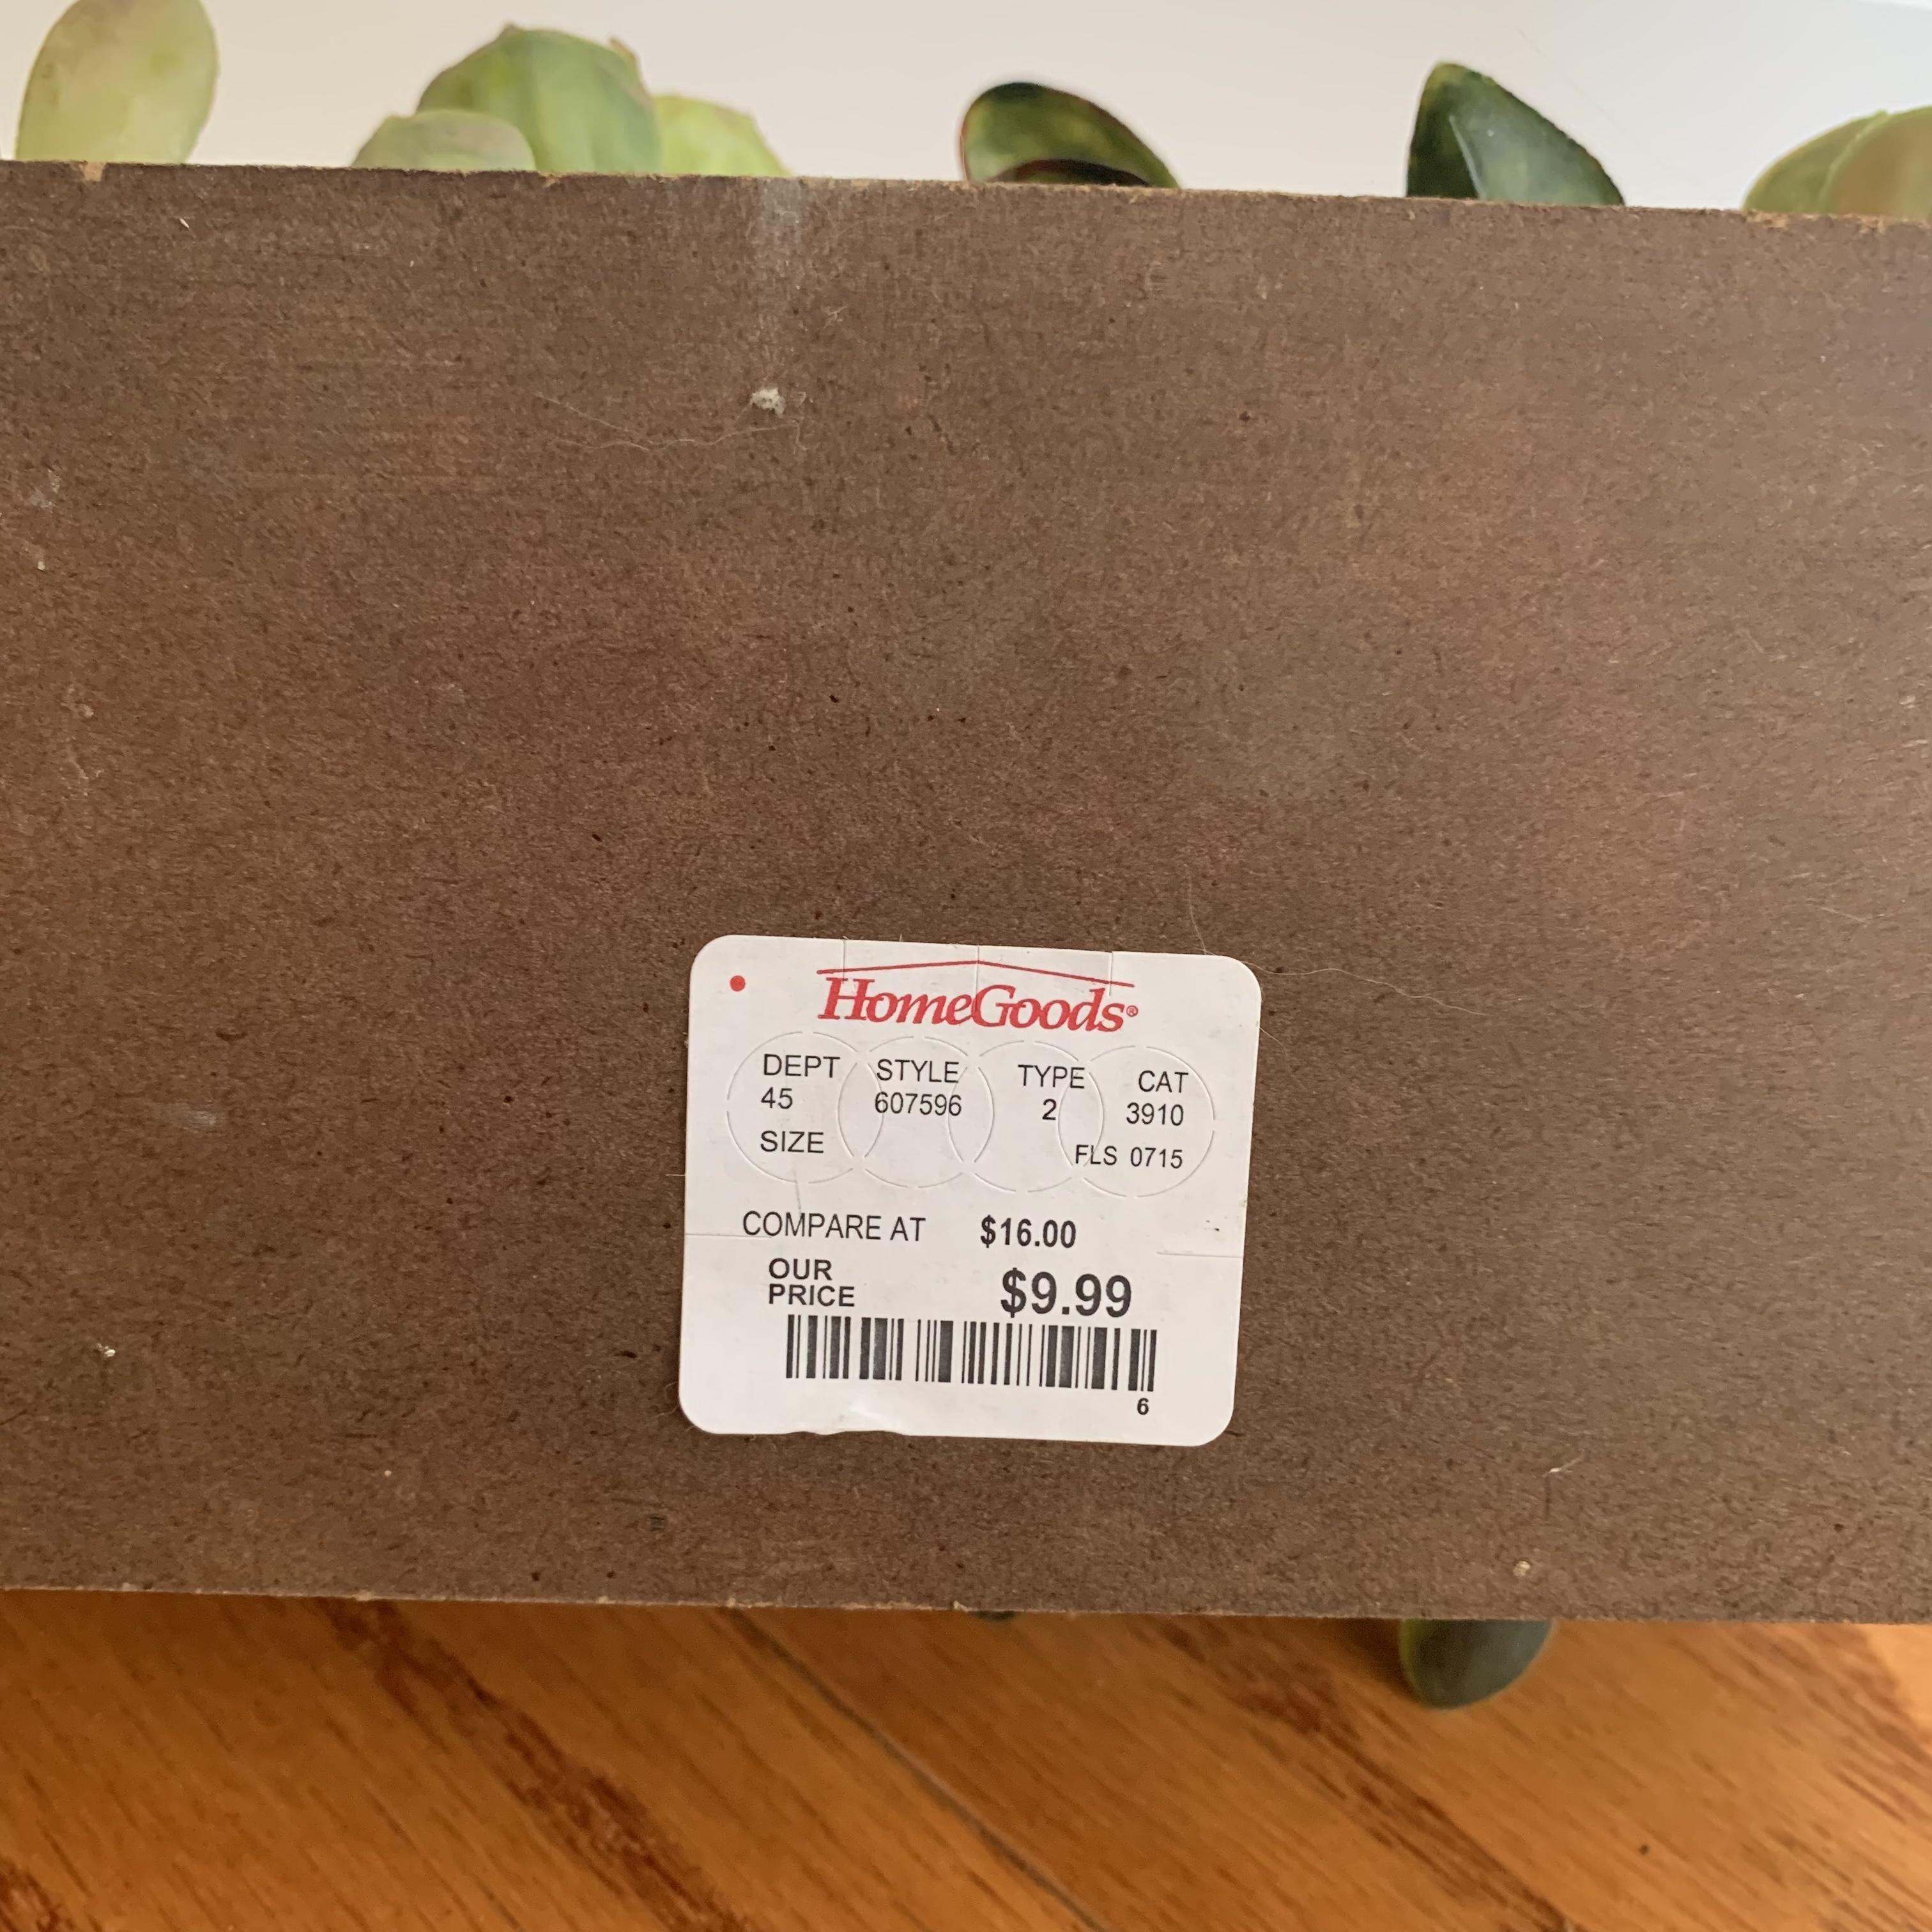 HomeGoods®
DEPT STYLE TYPE CAT
45 607596 2 3910
SIZE FLS 0715
COMPARE AT $16.00
OUR
PRICE $9.99
6